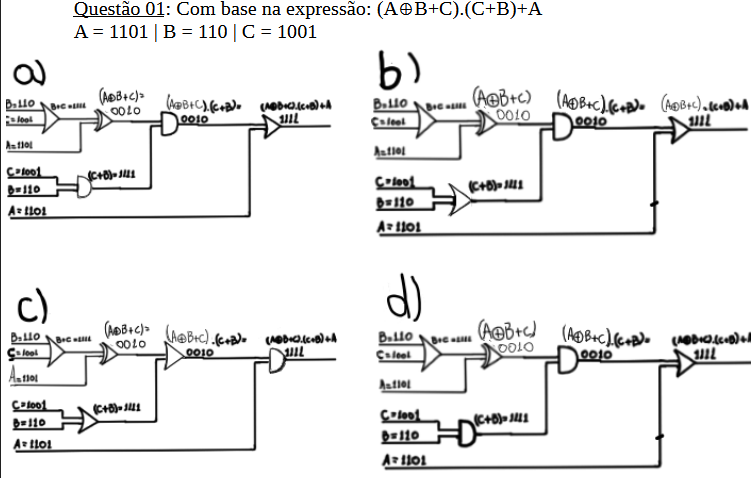 Questão 01: Com base na expressão: (A⊕B+C).(C+B)+A
A = 1101 | B = 110 | C = 1001
a)
B=110
C=1001
A=1101
B+C=1111
(A⊕B+C)=
0010
(A⊕B+C).(C+B)=
0010
(A⊕B+C).(C+B)+A
1111
C=1001
B=110
(C+B)=1111
A=1101
b)
B=110
C=1001
A=1101
B+C=1111
(A⊕B+C)
0010
(A⊕B+C).(C+B)=
0010
(A⊕B+C).(C+B)+A
1111
C=1001
B=110
(C+B)=1111
A=1101
c)
B=110
C=1001
A=1101
B+C=1111
(A⊕B+C)=
0010
(A⊕B+C).(C+B)=
0010
(A⊕B+C).(C+B)+A
1111
C=1001
B=110
(C+B)=1111
A=1101
d)
B=110
C=1001
A=1101
B+C=1111
(A⊕B+C)
0010
(A⊕B+C).(C+B)=
0010
(A⊕B+C).(C+B)+A
1111
C=1001
B=110
(C+B)=1111
A=1101